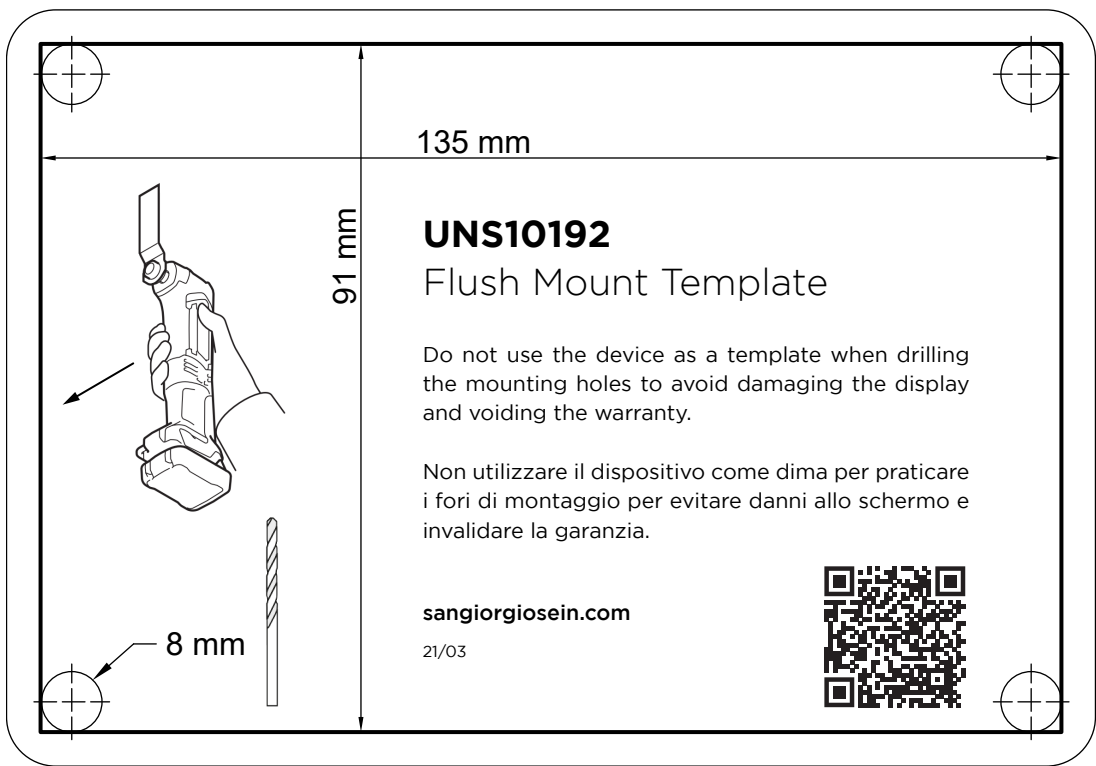 135 mm
91 mm
UNS10192
Flush Mount Template
Do not use the device as a template when drilling
the mounting holes to avoid damaging the display
and voiding the warranty.
Non utilizzare il dispositivo come dima per praticare
i fori di montaggio per evitare danni allo schermo e
invalidare la garanzia.
sangiorgiosein.com
21/03
8 mm